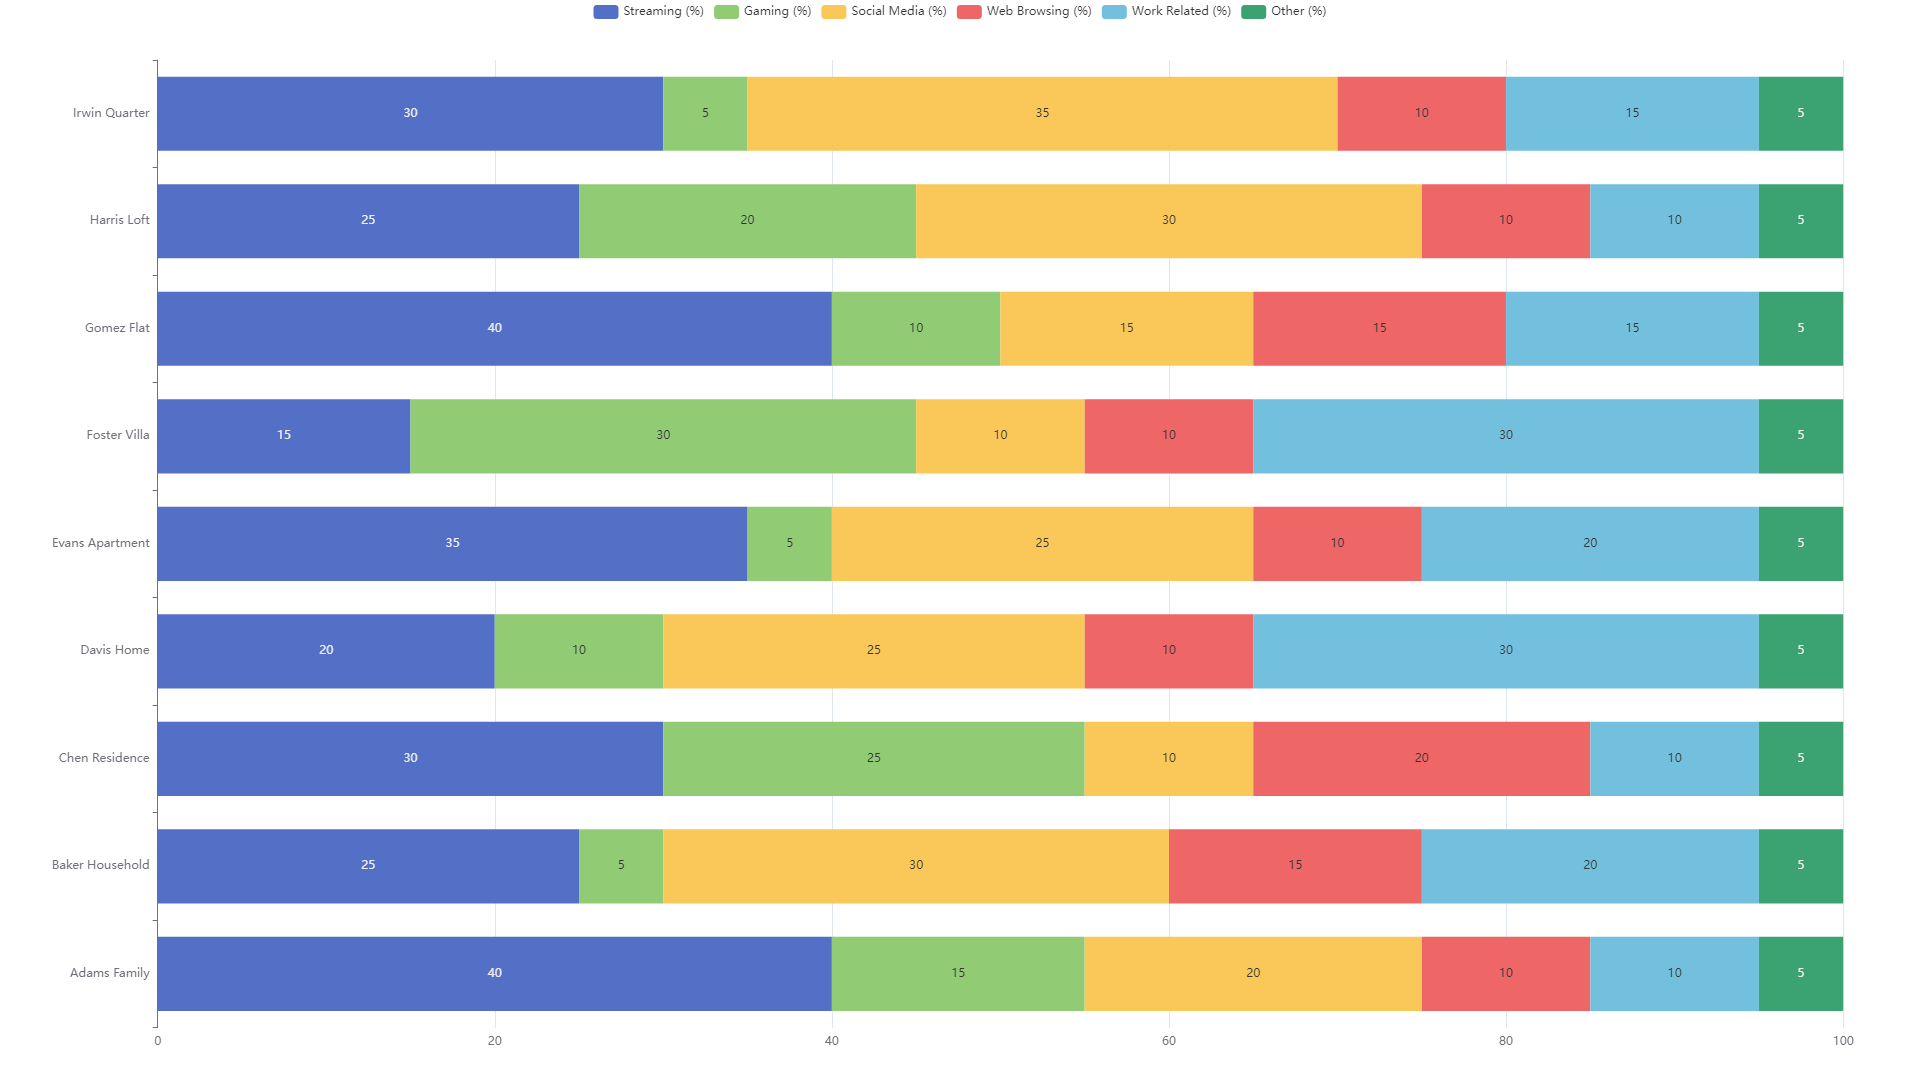 Streaming (%) Gaming (%) Social Media (%) Web Browsing (%) Work Related (%) Other (%)
Irwin Quarter 30 5 35 10 15 5
Harris Loft 25 20 30 10 10 5
Gomez Flat 40 10 15 15 15 5
Foster Villa 15 30 10 10 30 5
Evans Apartment 35 5 25 10 20 5
Davis Home 20 10 25 10 30 5
Chen Residence 30 25 10 20 10 5
Baker Household 25 5 30 15 20 5
Adams Family 40 15 20 10 10 5
0 20 40 60 80 100